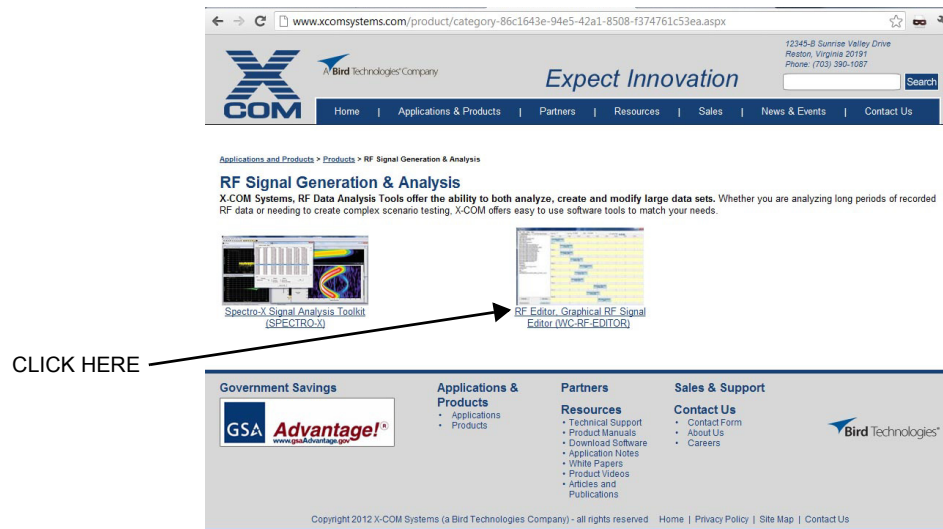 www.xcomsystems.com/product/category-86c1643e-94e5-42a1-8508-f374761c53ea.aspx
12345-B Sunrise Valley Drive
Reston, Virginia 20191
Phone: (703) 390-1087
X
COM
A Bird Technologies® Company
Expect Innovation
Search
Home | Applications & Products | Partners | Resources | Sales | News & Events | Contact Us
Applications and Products > Products > RF Signal Generation & Analysis
RF Signal Generation & Analysis
X-COM Systems, RF Data Analysis Tools offer the ability to both analyze, create and modify large data sets. Whether you are analyzing long periods of recorded
RF data or needing to create complex scenario testing, X-COM offers easy to use software tools to match your needs.
Spectro-X Signal Analysis Toolkit
(SPECTRO-X)
RF Editor, Graphical RF Signal
Editor (WC-RF-EDITOR)
CLICK HERE
Government Savings
GSA Advantage!®
www.gsaAdvantage.gov
Applications &
Products
• Applications
• Products
Partners
Resources
• Technical Support
• Product Manuals
• Download Software
• Application Notes
• White Papers
• Product Videos
• Articles and
Publications
Sales & Support
Contact Us
• Contact Form
• About Us
• Careers
Bird Technologies®
Copyright 2012 X-COM Systems (a Bird Technologies Company) - all rights reserved Home | Privacy Policy | Site Map | Contact Us